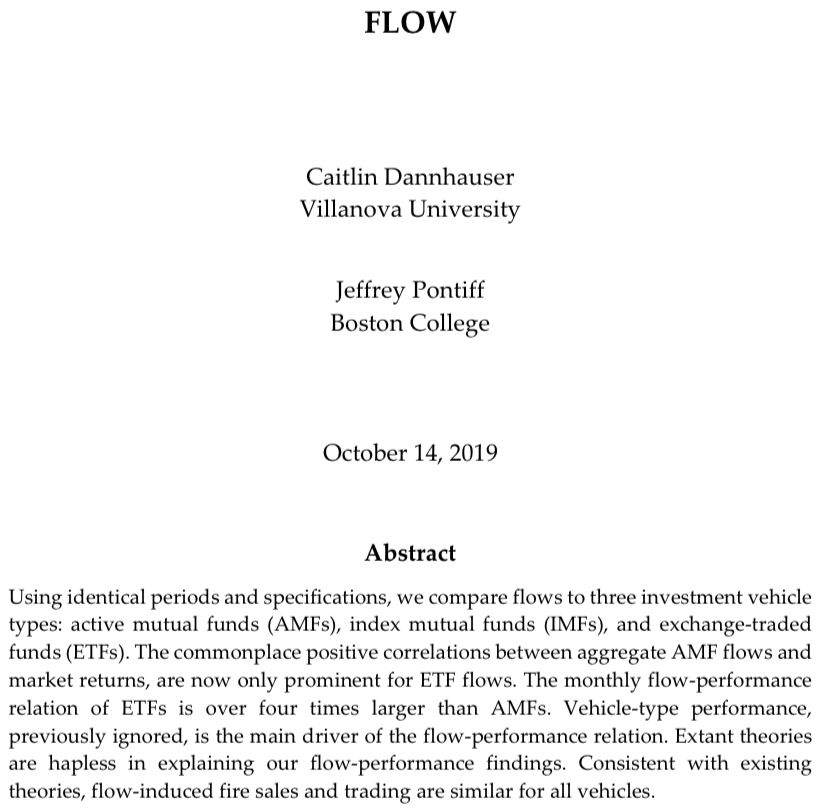 FLOW
Caitlin Dannhauser
Villanova University
Jeffrey Pontiff
Boston College
October 14, 2019
Abstract
Using identical periods and specifications, we compare flows to three investment vehicle
types: active mutual funds (AMFs), index mutual funds (IMFs), and exchange-traded
funds (ETFs). The commonplace positive correlations between aggregate AMF flows and
market returns, are now only prominent for ETF flows. The monthly flow-performance
relation of ETFs is over four times larger than AMFs. Vehicle-type performance,
previously ignored, is the main driver of the flow-performance relation. Extant theories
are hapless in explaining our flow-performance findings. Consistent with existing
theories, flow-induced fire sales and trading are similar for all vehicles.